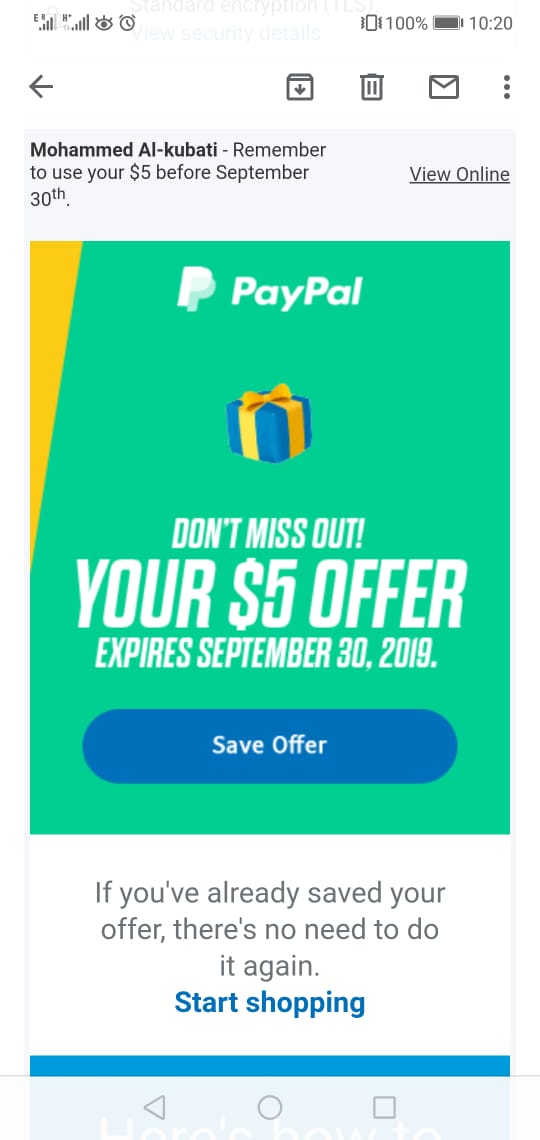 Standard encryption (TLS).
View security details
100% 10:20
Mohammed Al-kubati - Remember
to use your $5 before September
30th.
View Online
PayPal
DON'T MISS OUT!
YOUR $5 OFFER
EXPIRES SEPTEMBER 30, 2019.
Save Offer
If you've already saved your
offer, there's no need to do
it again.
Start shopping
Here's how to